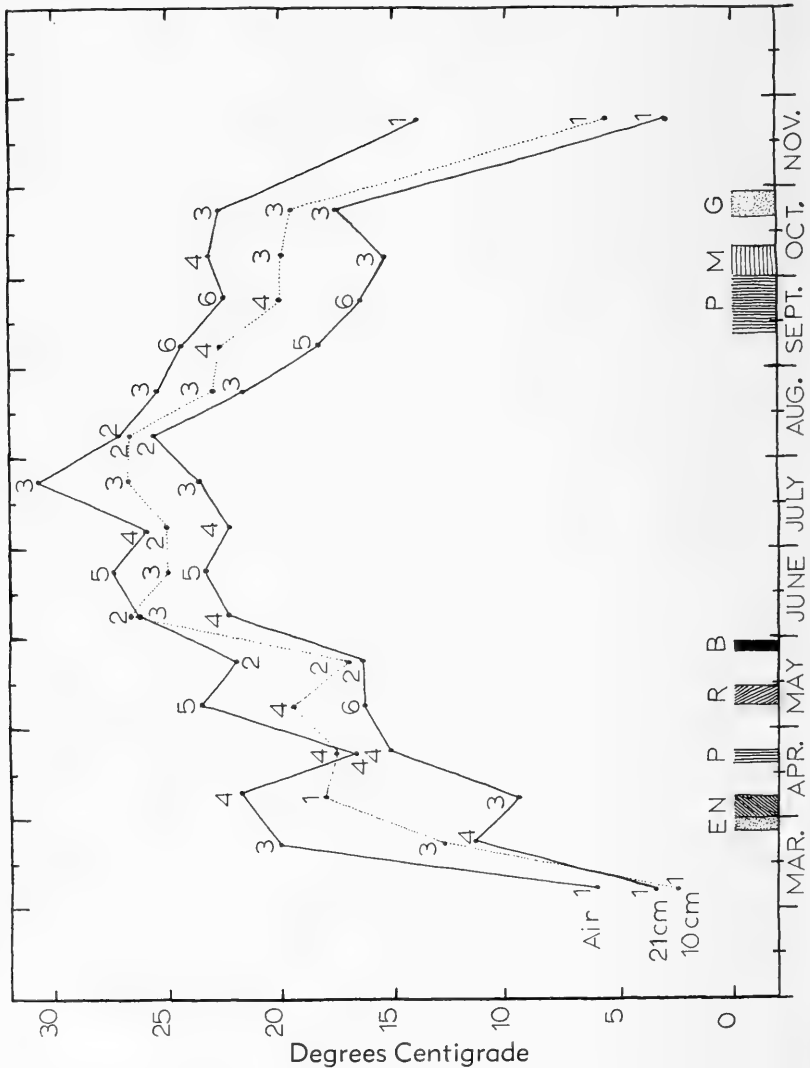 Degrees Centigrade
30
25
20
15
10
5
0
Air
1 3 4 4 5 2 2 5 4 3 2 3 6 6 4 3 1
21cm
1 4 3 4 6 2 4 5 4 3 2 3 5 6 3 3 1
10cm
1 3 1 4 4 2 3 3 2 3 2 3 4 4 3 3 1
EN P R B P M G
MAR. APR. MAY JUNE JULY AUG. SEPT. OCT. NOV.